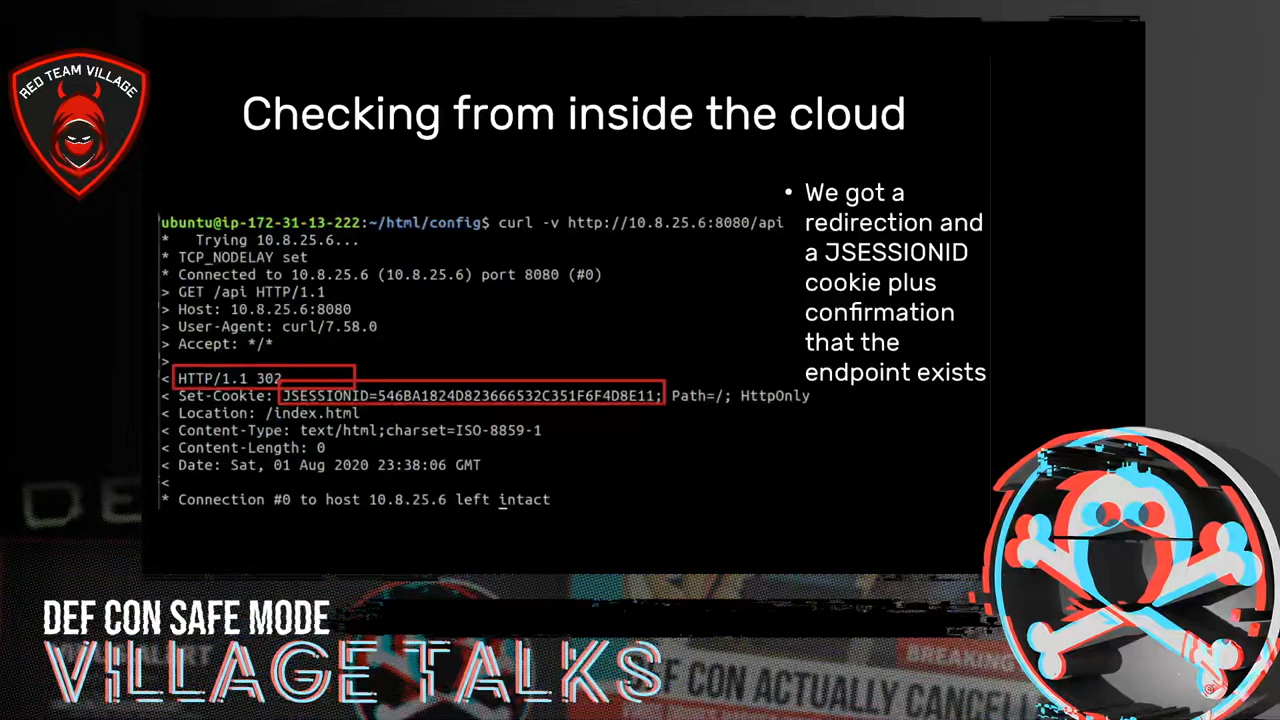 RED TEAM VILLAGE
Checking from inside the cloud
ubuntu@ip-172-31-13-222:~/html/config$ curl -v http://10.8.25.6:8080/api
*   Trying 10.8.25.6...
* TCP_NODELAY set
* Connected to 10.8.25.6 (10.8.25.6) port 8080 (#0)
> GET /api HTTP/1.1
> Host: 10.8.25.6:8080
> User-Agent: curl/7.58.0
> Accept: */*
>
< HTTP/1.1 302
< Set-Cookie: JSESSIONID=546BA1824D823666532C351F6F4D8E11; Path=/; HttpOnly
< Location: /index.html
< Content-Type: text/html;charset=ISO-8859-1
< Content-Length: 0
< Date: Sat, 01 Aug 2020 23:38:06 GMT
<
* Connection #0 to host 10.8.25.6 left intact
• We got a
redirection and
a JSESSIONID
cookie plus
confirmation
that the
endpoint exists
DEF CON SAFE MODE
VILLAGE TALKS
BREAKING
DEF CON ACTUALLY CANCELL